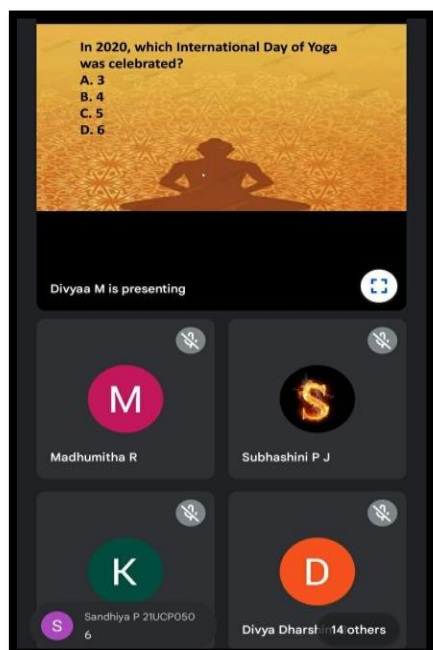 In 2020, which International Day of Yoga
was celebrated?
A. 3
B. 4
C. 5
D. 6
Divyaa M is presenting
M
Madhumitha R
S
Subhashini P J
K
D
S
Sandhiya P 21UCP050
6
Divya Dharshin
14 others